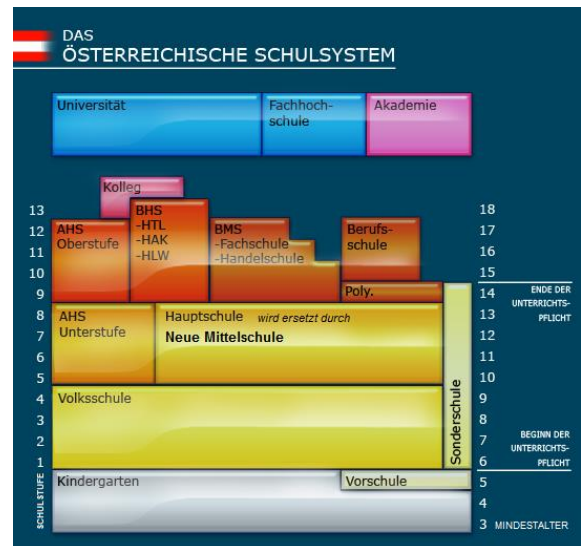 DAS
ÖSTERREICHISCHE SCHULSYSTEM
Universität
Fachhoch-
schule
Akademie
Kolleg
13
18
AHS
Oberstufe
BHS
-HTL
-HAK
-HLW
BMS
-Fachschule
-Handelschule
Berufs-
schule
12
17
11
16
10
15
9
Poly.
14
ENDE DER
UNTERRICHTS-
PFLICHT
8
AHS
Unterstufe
Hauptschule wird ersetzt durch
Neue Mittelschule
13
7
12
6
11
5
10
4
Volksschule
9
3
8
2
7
1
6
Sonderschule
BEGINN DER
UNTERRICHTS-
PFLICHT
SCHULSTUFE
Kindergarten
Vorschule
5
4
3 MINDESTALTER